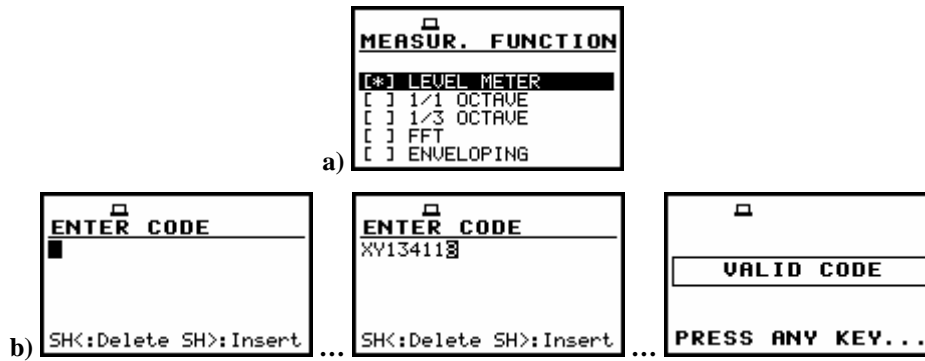 MEASUR. FUNCTION
[*] LEVEL METER
[ ] 1/1 OCTAVE
[ ] 1/3 OCTAVE
[ ] FFT
[ ] ENVELOPING
a)
ENTER CODE
SH<:Delete SH>:Insert
...
ENTER CODE
XY134118
SH<:Delete SH>:Insert
...
VALID CODE
PRESS ANY KEY...
b)